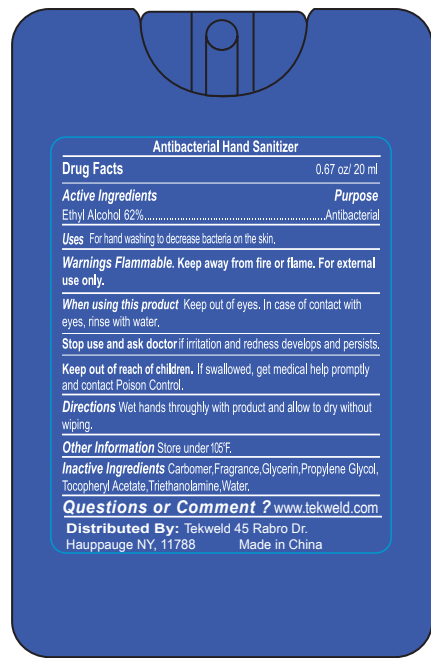 Antibacterial Hand Sanitizer
Drug Facts 0.67 oz/ 20 ml
Active Ingredients Purpose
Ethyl Alcohol 62%......................................................................Antibacterial
Uses For hand washing to decrease bacteria on the skin.
Warnings Flammable. Keep away from fire or flame. For external
use only.
When using this product Keep out of eyes. In case of contact with
eyes, rinse with water.
Stop use and ask doctor if irritation and redness develops and persists.
Keep out of reach of children. If swallowed, get medical help promptly
and contact Poison Control.
Directions Wet hands throughly with product and allow to dry without
wiping.
Other Information Store under 105°F.
Inactive Ingredients Carbomer,Fragrance,Glycerin,Propylene Glycol,
Tocopheryl Acetate,Triethanolamine,Water.
Questions or Comment ? www.tekweld.com
Distributed By: Tekweld 45 Rabro Dr.
Hauppauge NY, 11788 Made in China